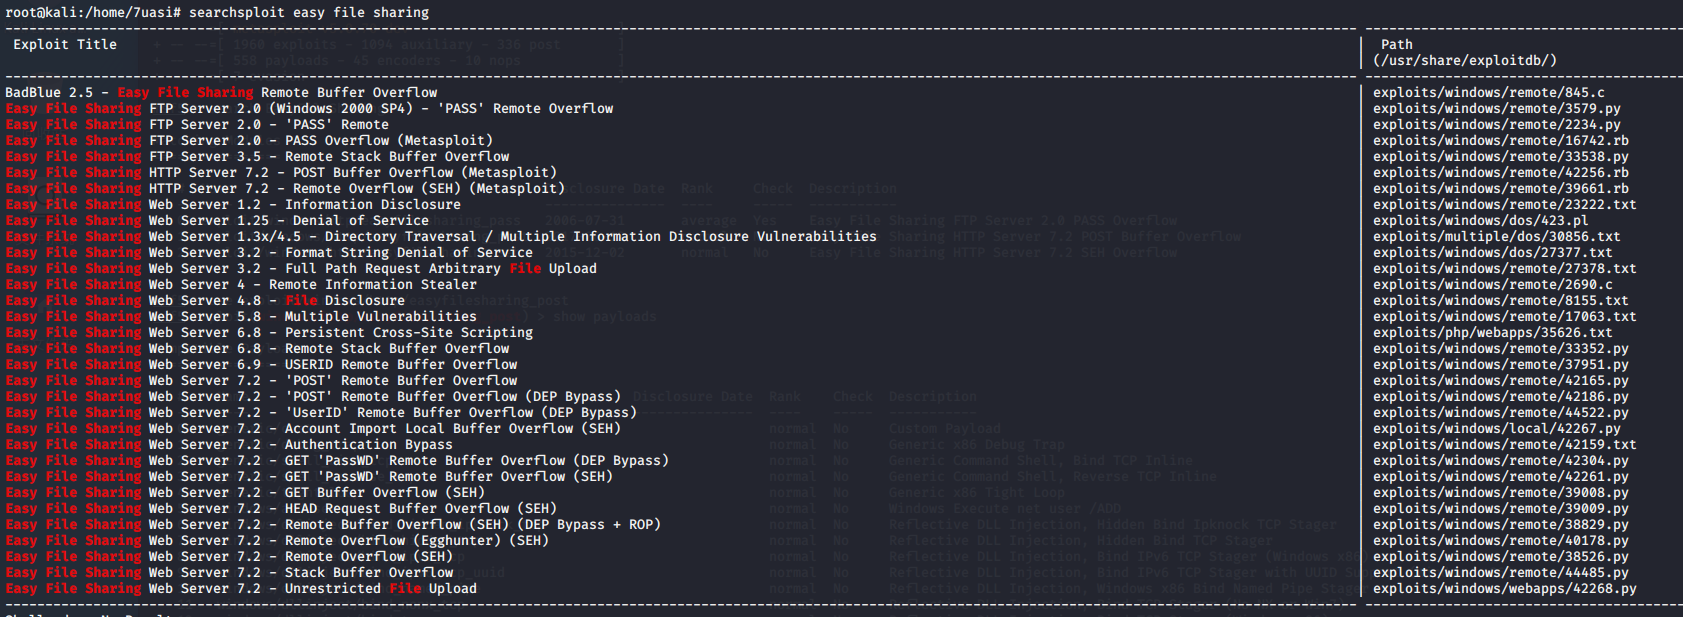 root@kali:/home/7uasi# searchsploit easy file sharing
Exploit Title | Path
(/usr/share/exploitdb/)
BadBlue 2.5 - Easy File Sharing Remote Buffer Overflow | exploits/windows/remote/845.c
Easy File Sharing FTP Server 2.0 (Windows 2000 SP4) - 'PASS' Remote Overflow | exploits/windows/remote/3579.py
Easy File Sharing FTP Server 2.0 - 'PASS' Remote | exploits/windows/remote/2234.py
Easy File Sharing FTP Server 2.0 - PASS Overflow (Metasploit) | exploits/windows/remote/16742.rb
Easy File Sharing FTP Server 3.5 - Remote Stack Buffer Overflow | exploits/windows/remote/33538.py
Easy File Sharing HTTP Server 7.2 - POST Buffer Overflow (Metasploit) | exploits/windows/remote/42256.rb
Easy File Sharing HTTP Server 7.2 - Remote Overflow (SEH) (Metasploit) | exploits/windows/remote/39661.rb
Easy File Sharing Web Server 1.2 - Information Disclosure | exploits/windows/remote/23222.txt
Easy File Sharing Web Server 1.25 - Denial of Service | exploits/windows/dos/423.pl
Easy File Sharing Web Server 1.3x/4.5 - Directory Traversal / Multiple Information Disclosure Vulnerabilities | exploits/multiple/dos/30856.txt
Easy File Sharing Web Server 3.2 - Format String Denial of Service | exploits/windows/dos/27377.txt
Easy File Sharing Web Server 3.2 - Full Path Request Arbitrary File Upload | exploits/windows/remote/27378.txt
Easy File Sharing Web Server 4 - Remote Information Stealer | exploits/windows/remote/2690.c
Easy File Sharing Web Server 4.8 - File Disclosure | exploits/windows/remote/8155.txt
Easy File Sharing Web Server 5.8 - Multiple Vulnerabilities | exploits/windows/remote/17063.txt
Easy File Sharing Web Server 6.8 - Persistent Cross-Site Scripting | exploits/php/webapps/35626.txt
Easy File Sharing Web Server 6.8 - Remote Stack Buffer Overflow | exploits/windows/remote/33352.py
Easy File Sharing Web Server 6.9 - USERID Remote Buffer Overflow | exploits/windows/remote/37951.py
Easy File Sharing Web Server 7.2 - 'POST' Remote Buffer Overflow | exploits/windows/remote/42165.py
Easy File Sharing Web Server 7.2 - 'POST' Remote Buffer Overflow (DEP Bypass) | exploits/windows/remote/42186.py
Easy File Sharing Web Server 7.2 - 'UserID' Remote Buffer Overflow (DEP Bypass) | exploits/windows/remote/44522.py
Easy File Sharing Web Server 7.2 - Account Import Local Buffer Overflow (SEH) | exploits/windows/local/42267.py
Easy File Sharing Web Server 7.2 - Authentication Bypass | exploits/windows/remote/42159.txt
Easy File Sharing Web Server 7.2 - GET 'PassWD' Remote Buffer Overflow (DEP Bypass) | exploits/windows/remote/42304.py
Easy File Sharing Web Server 7.2 - GET 'PassWD' Remote Buffer Overflow (SEH) | exploits/windows/remote/42261.py
Easy File Sharing Web Server 7.2 - GET Buffer Overflow (SEH) | exploits/windows/remote/39008.py
Easy File Sharing Web Server 7.2 - HEAD Request Buffer Overflow (SEH) | exploits/windows/remote/39009.py
Easy File Sharing Web Server 7.2 - Remote Buffer Overflow (SEH) (DEP Bypass + ROP) | exploits/windows/remote/38829.py
Easy File Sharing Web Server 7.2 - Remote Overflow (Egghunter) (SEH) | exploits/windows/remote/40178.py
Easy File Sharing Web Server 7.2 - Remote Overflow (SEH) | exploits/windows/remote/38526.py
Easy File Sharing Web Server 7.2 - Stack Buffer Overflow | exploits/windows/remote/44485.py
Easy File Sharing Web Server 7.2 - Unrestricted File Upload | exploits/windows/webapps/42268.py